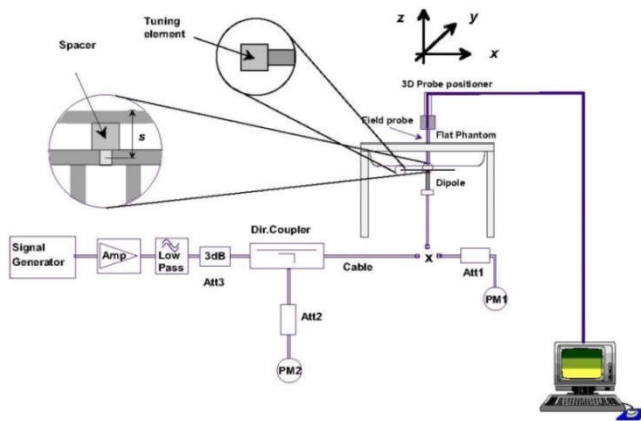 Tuning
element
Spacer
s
z
y
x
3D Probe positioner
Field probe
Flat Phantom
Dipole
Signal
Generator
Amp
Low
Pass
3dB
Att3
Dir.Coupler
Cable
x
Att1
PM1
Att2
PM2